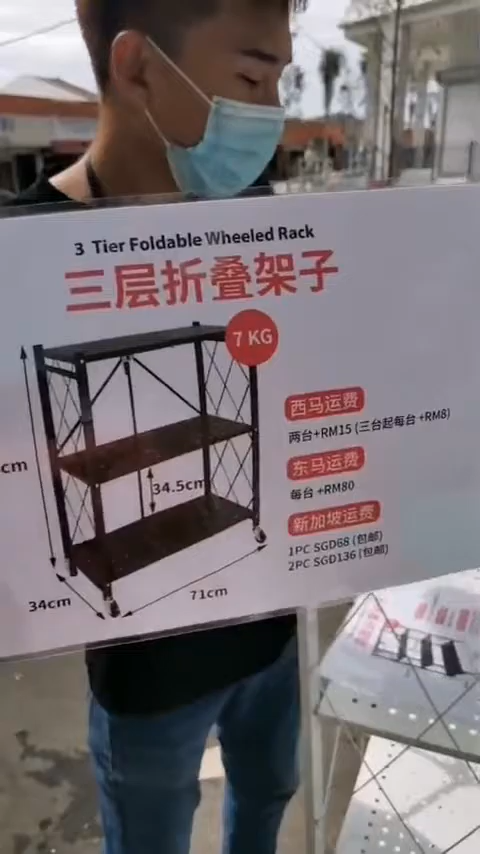 3 Tier Foldable Wheeled Rack
三层折叠架子
7 KG
西马运费
两台+RM15 (三台起每台 +RM8)
cm
34.5cm
东马运费
每台 +RM80
新加坡运费
1PC SGD68 (包邮)
2PC SGD136 (包邮)
34cm
71cm